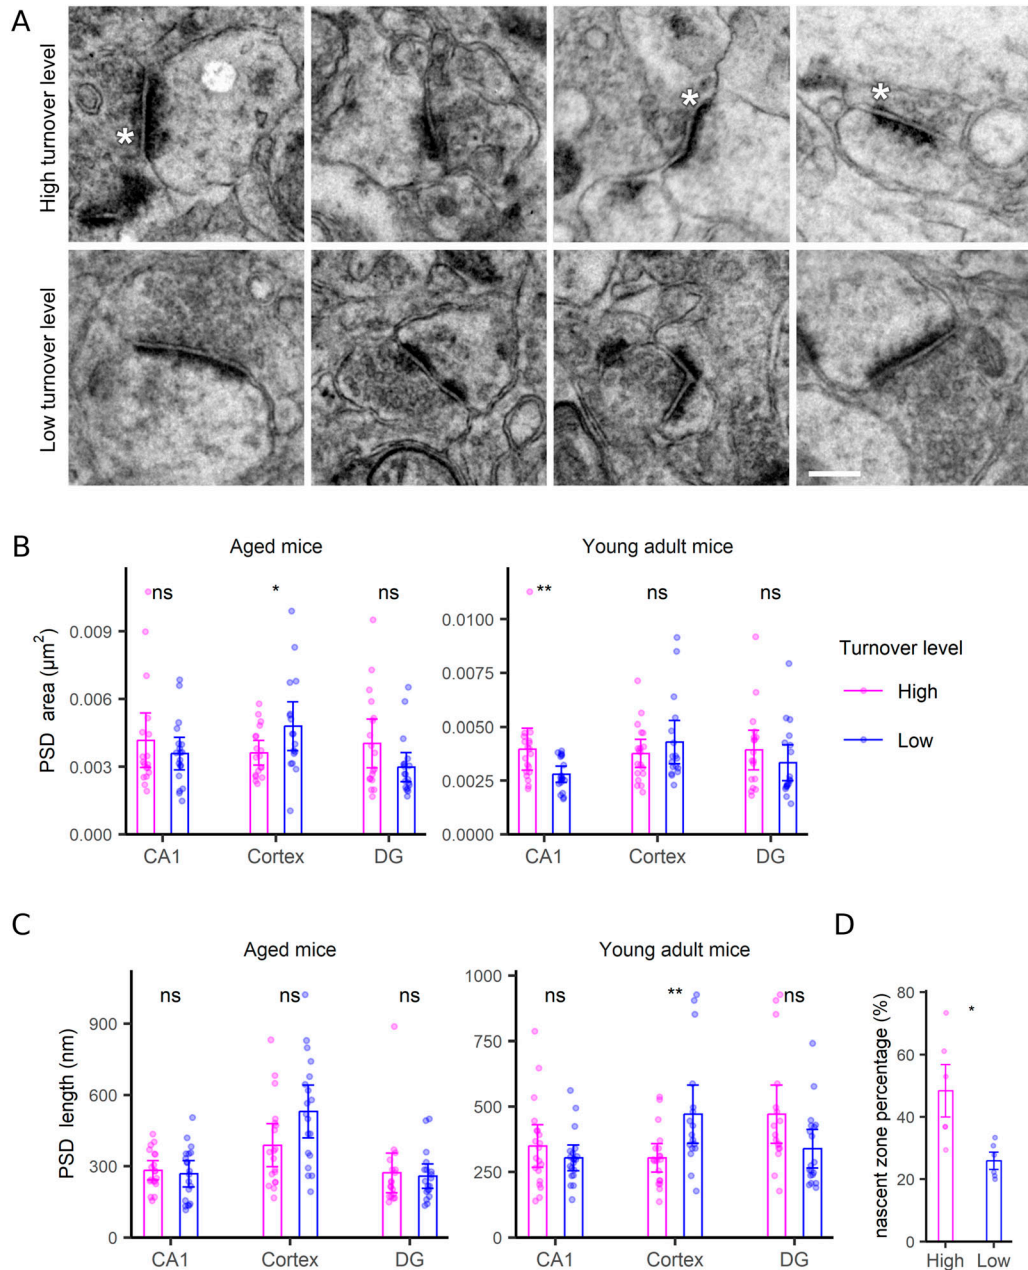 A
High turnover level
*
*
*
Low turnover level
B
Aged mice
Young adult mice
PSD area (µm²)
ns
*
ns
**
ns
ns
0.009
0.006
0.003
0.000
0.0100
0.0075
0.0050
0.0025
0.0000
CA1
Cortex
DG
CA1
Cortex
DG
Turnover level
High
Low
C
Aged mice
Young adult mice
PSD length (nm)
ns
ns
ns
ns
**
ns
900
600
300
0
1000
750
500
250
0
CA1
Cortex
DG
CA1
Cortex
DG
D
nascent zone percentage (%)
*
80
60
40
20
0
High
Low